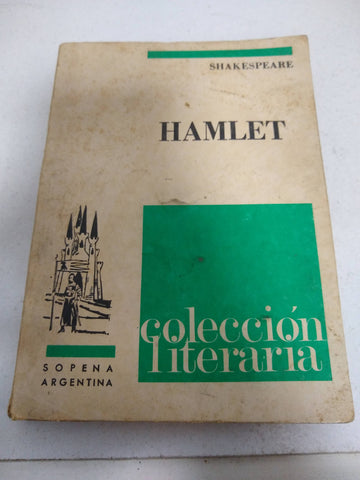 SHAKESPEARE
HAMLET
colección
literaria
SOPENA
ARGENTINA